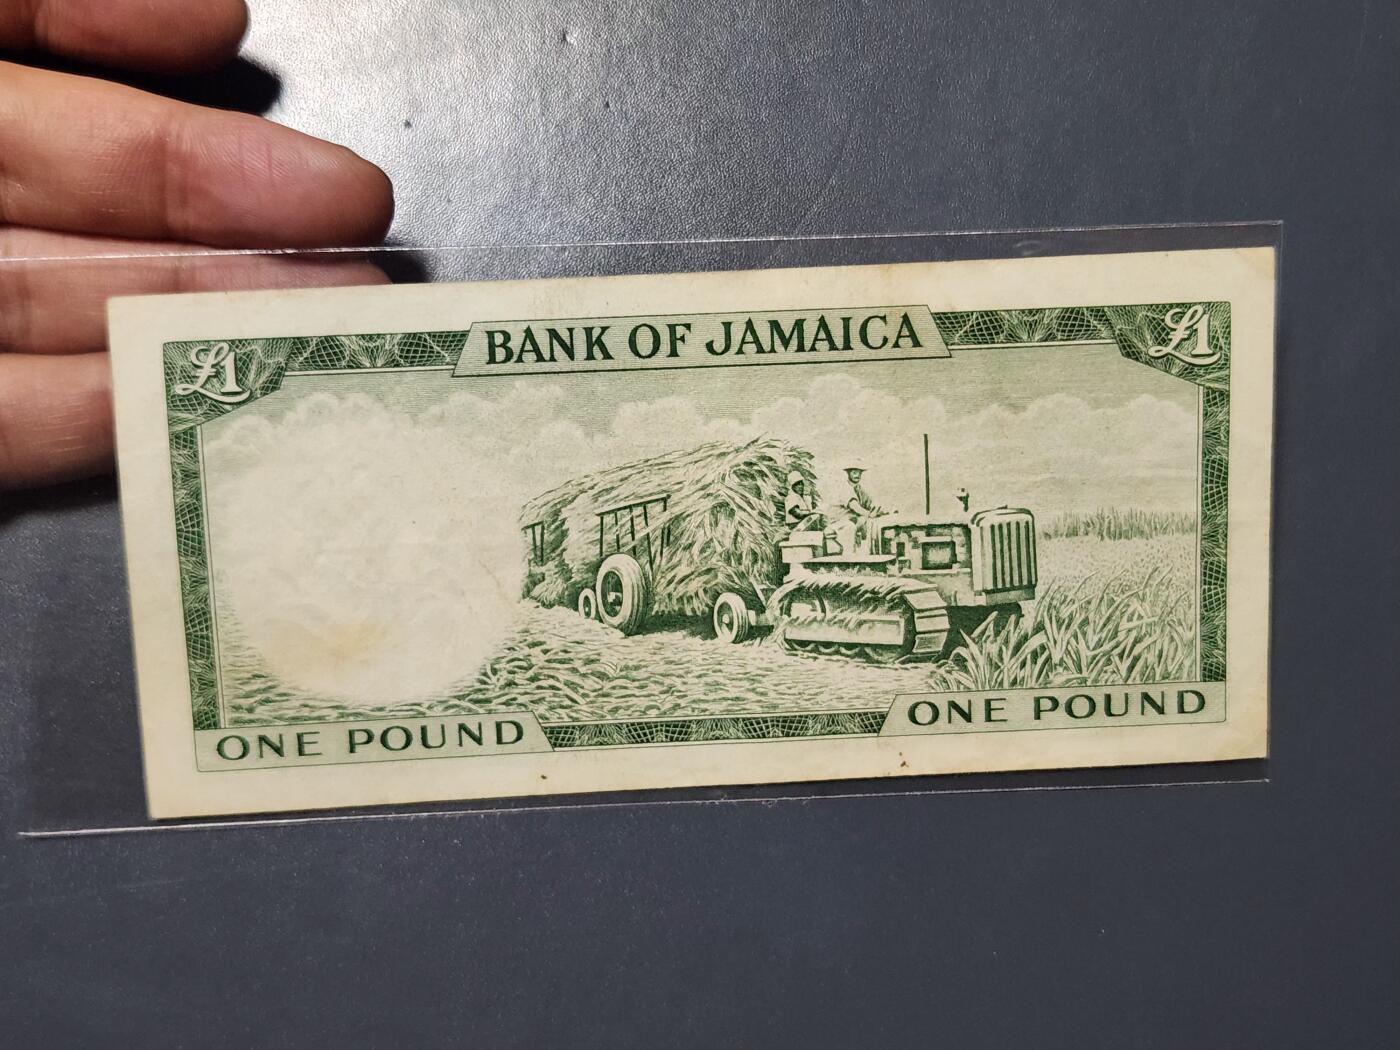 BANK OF JAMAICA
£1
£1
ONE POUND
ONE POUND